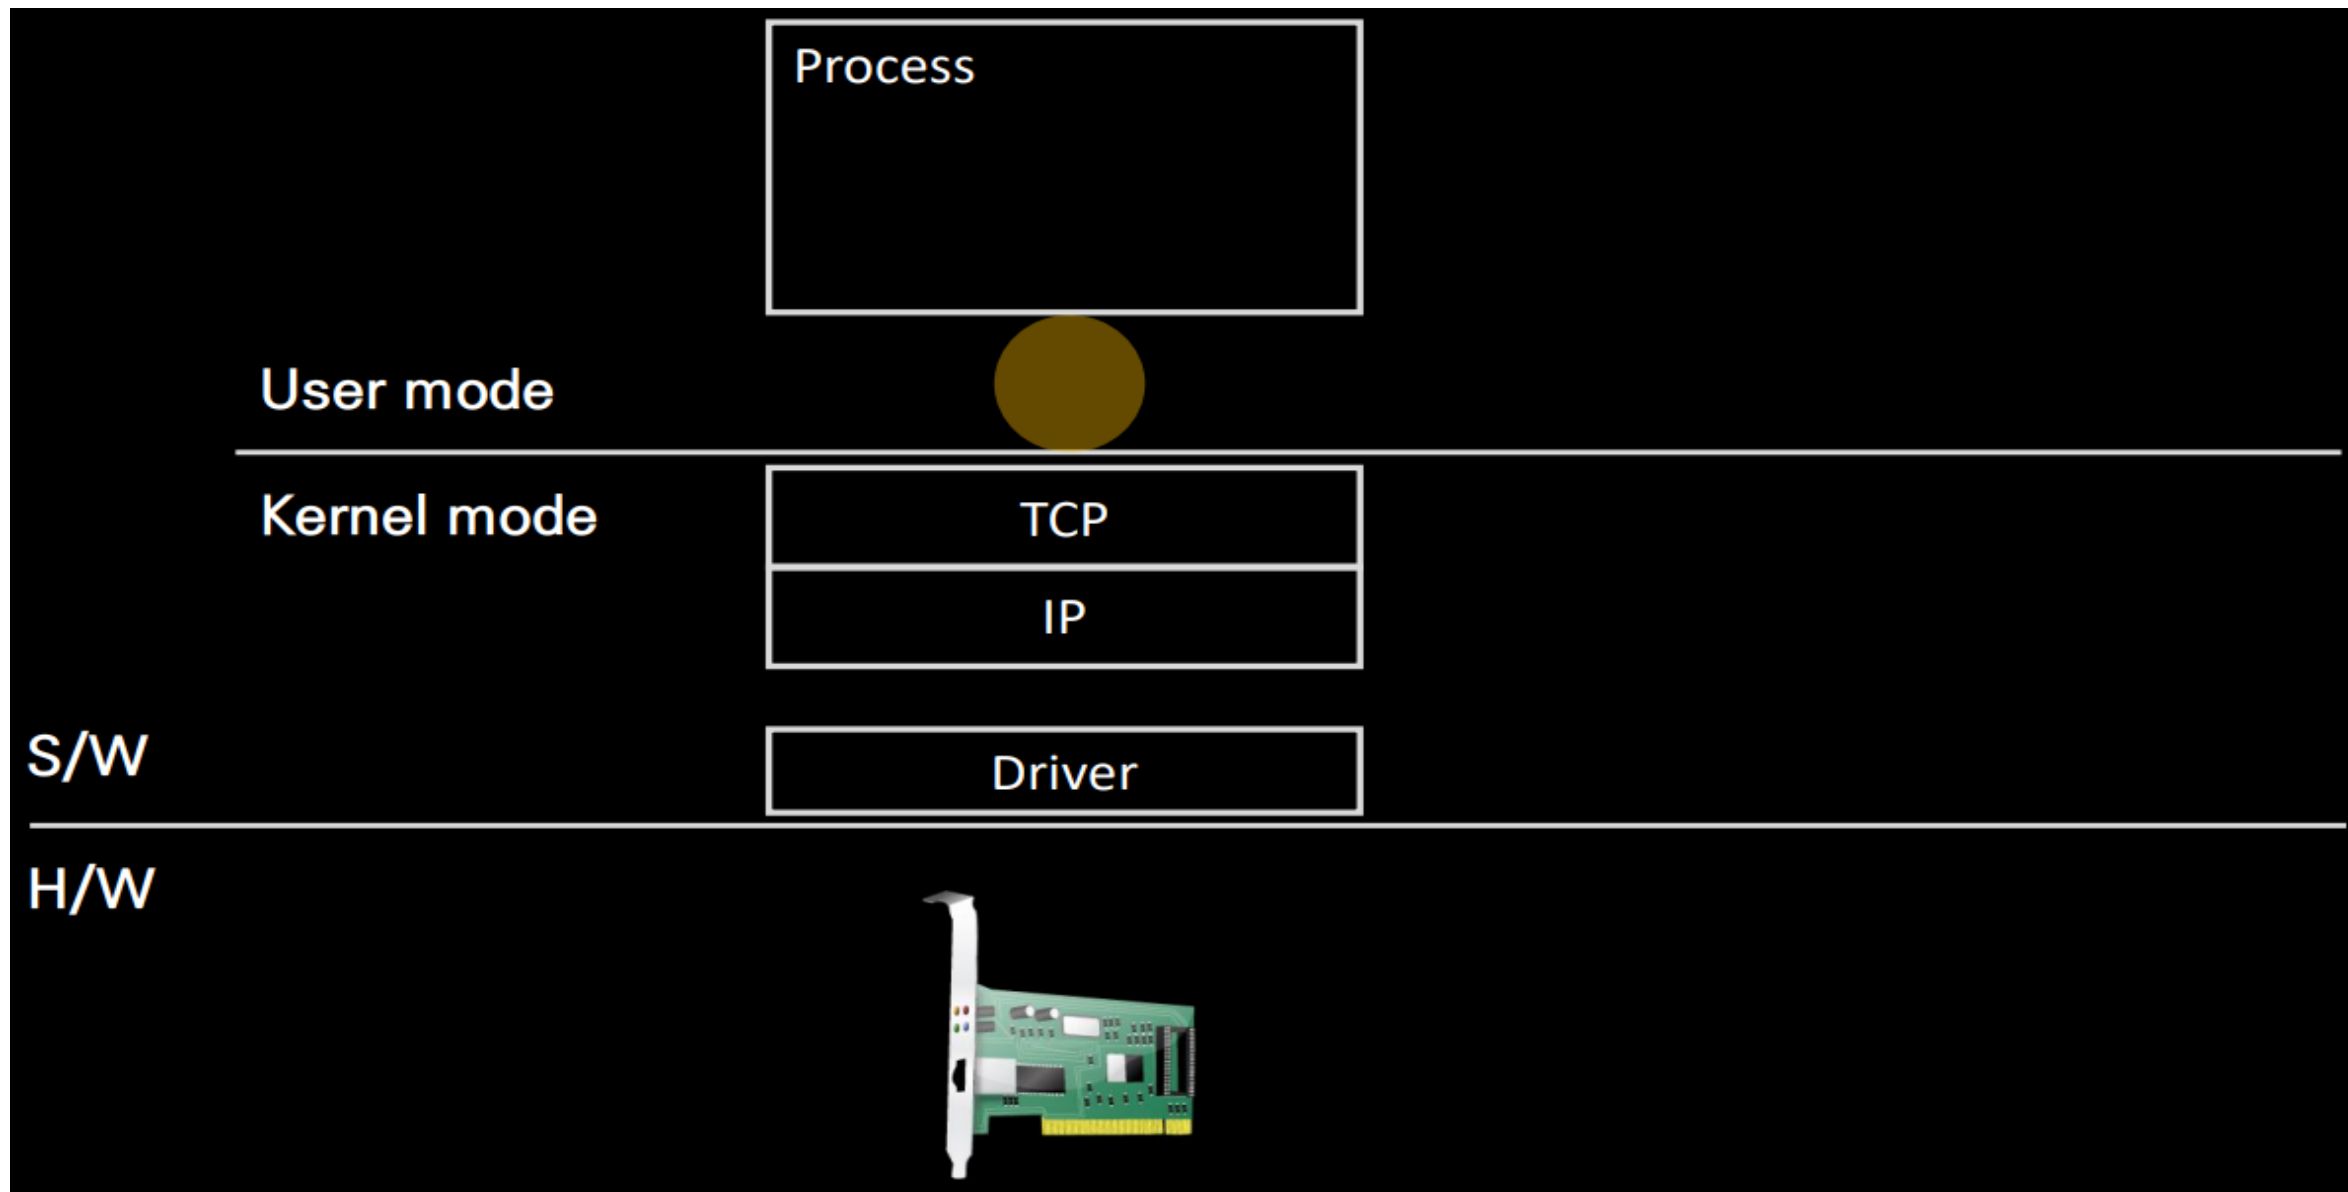 Process
User mode
Kernel mode
TCP
IP
S/W
Driver
H/W